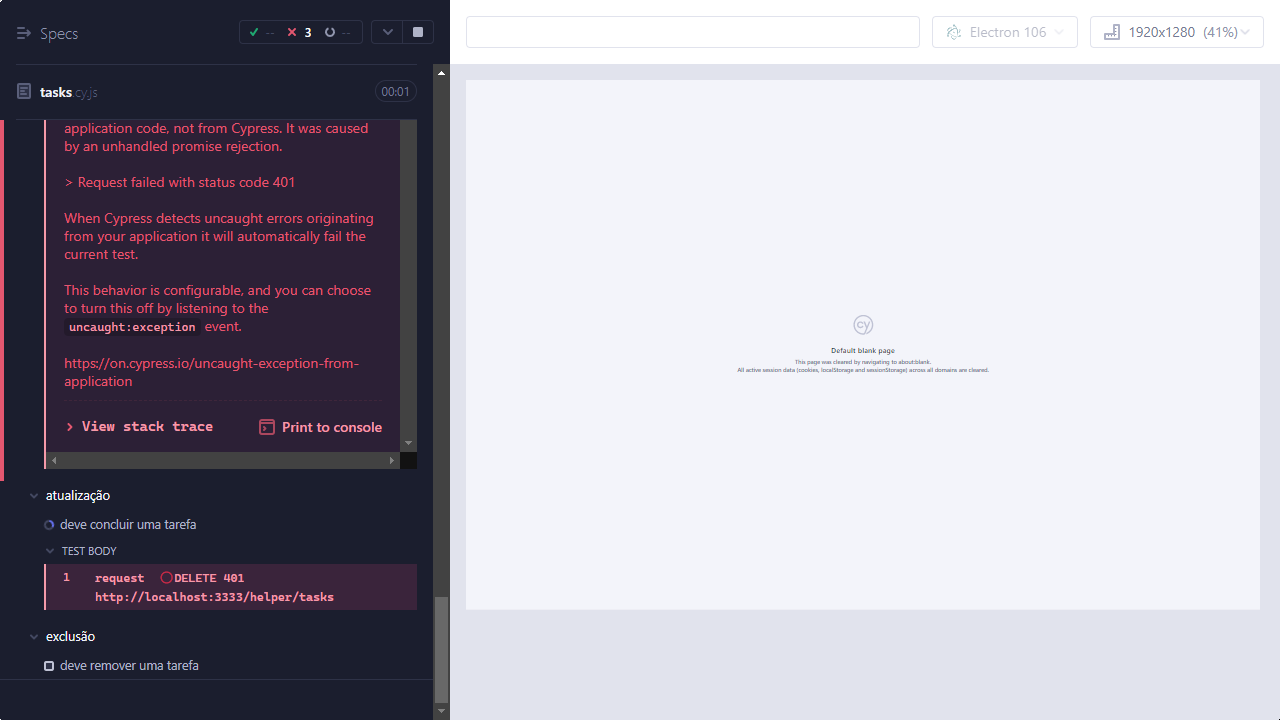 Specs
-- 3 --
Electron 106
1920x1280 (41%)
tasks.cy.js
00:01
application code, not from Cypress. It was caused
by an unhandled promise rejection.
> Request failed with status code 401
When Cypress detects uncaught errors originating
from your application it will automatically fail the
current test.
This behavior is configurable, and you can choose
to turn this off by listening to the
uncaught:exception event.
https://on.cypress.io/uncaught-exception-from-
application
View stack trace
Print to console
atualização
deve concluir uma tarefa
TEST BODY
1 request DELETE 401
http://localhost:3333/helper/tasks
exclusão
deve remover uma tarefa
cy
Default blank page
This page was cleared by navigating to about:blank.
All active session data (cookies, localStorage and sessionStorage) across all domains are cleared.